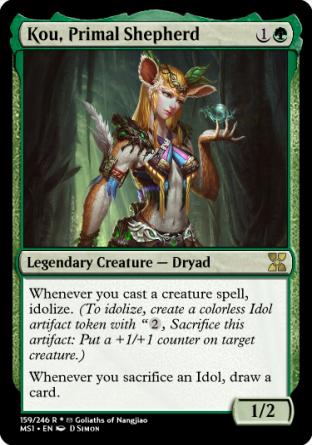 Kou, Primal Shepherd 1
Legendary Creature — Dryad
Whenever you cast a creature spell,
idolize. (To idolize, create a colorless Idol
artifact token with “2, Sacrifice this
artifact: Put a +1/+1 counter on target
creature.)
Whenever you sacrifice an Idol, draw a
card.
1/2
159/246 R * Goliaths of Nangjiao
MS1 • EN D SIMON